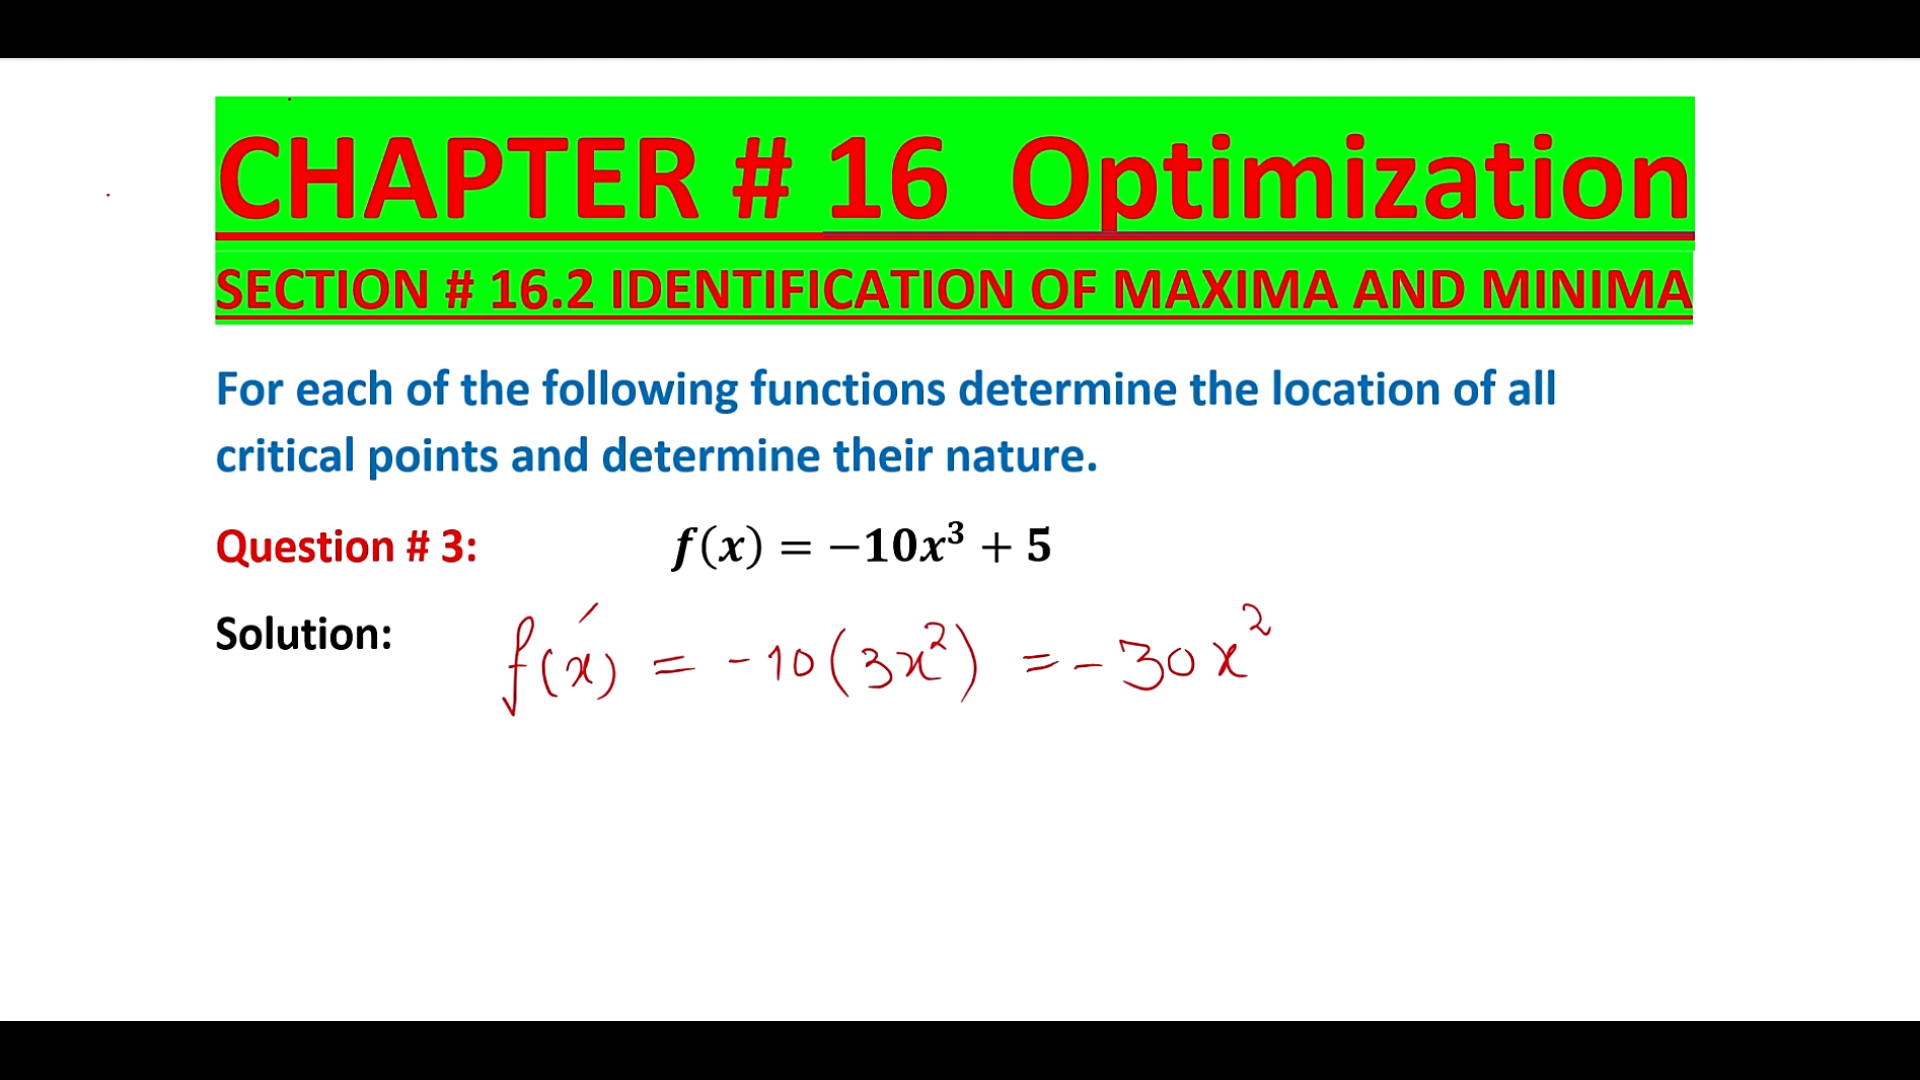 CHAPTER # 16 Optimization
SECTION # 16.2 IDENTIFICATION OF MAXIMA AND MINIMA
For each of the following functions determine the location of all
critical points and determine their nature.
Question # 3: f(x) = −10x³ + 5
Solution: f′(x) = -10(3x²) = -30x²